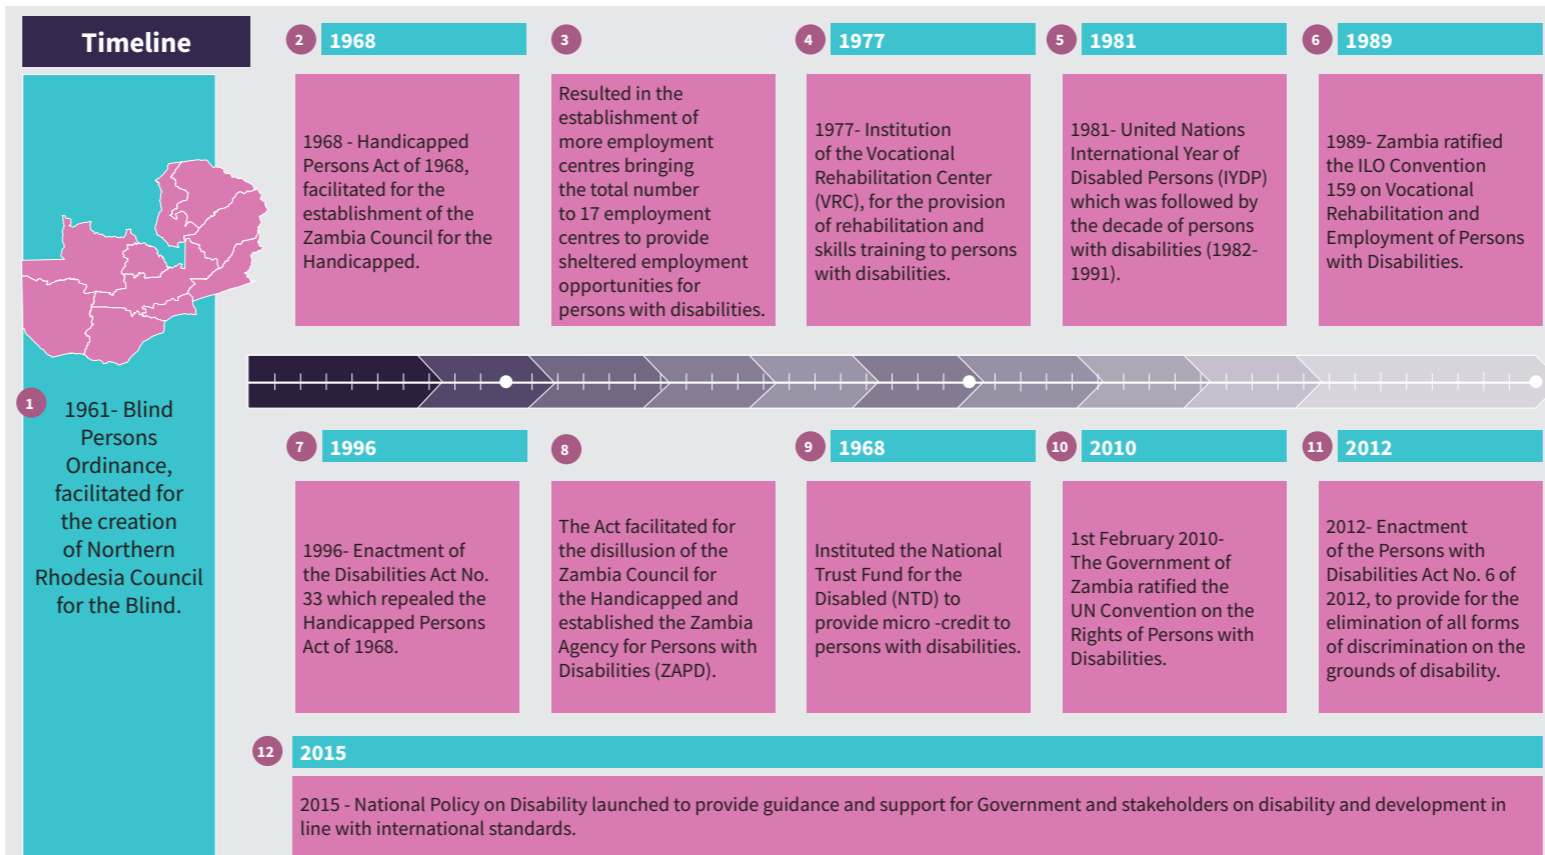 Timeline
1
1961- Blind
Persons
Ordinance,
facilitated for
the creation
of Northern
Rhodesia Council
for the Blind.
2
1968
1968 - Handicapped
Persons Act of 1968,
facilitated for the
establishment of the
Zambia Council for the
Handicapped.
3
Resulted in the
establishment of
more employment
centres bringing
the total number
to 17 employment
centres to provide
sheltered employment
opportunities for
persons with disabilities.
4
1977
1977- Institution
of the Vocational
Rehabilitation Center
(VRC), for the provision
of rehabilitation and
skills training to persons
with disabilities.
5
1981
1981- United Nations
International Year of
Disabled Persons (IYDP)
which was followed by
the decade of persons
with disabilities (1982-
1991).
6
1989
1989- Zambia ratified
the ILO Convention
159 on Vocational
Rehabilitation and
Employment of Persons
with Disabilities.
7
1996
1996- Enactment of
the Disabilities Act No.
33 which repealed the
Handicapped Persons
Act of 1968.
8
The Act facilitated for
the disillusion of the
Zambia Council for
the Handicapped and
established the Zambia
Agency for Persons with
Disabilities (ZAPD).
9
1968
Instituted the National
Trust Fund for the
Disabled (NTD) to
provide micro -credit to
persons with disabilities.
10
2010
1st February 2010-
The Government of
Zambia ratified the
UN Convention on the
Rights of Persons with
Disabilities.
11
2012
2012- Enactment
of the Persons with
Disabilities Act No. 6 of
2012, to provide for the
elimination of all forms
of discrimination on the
grounds of disability.
12
2015
2015 - National Policy on Disability launched to provide guidance and support for Government and stakeholders on disability and development in
line with international standards.